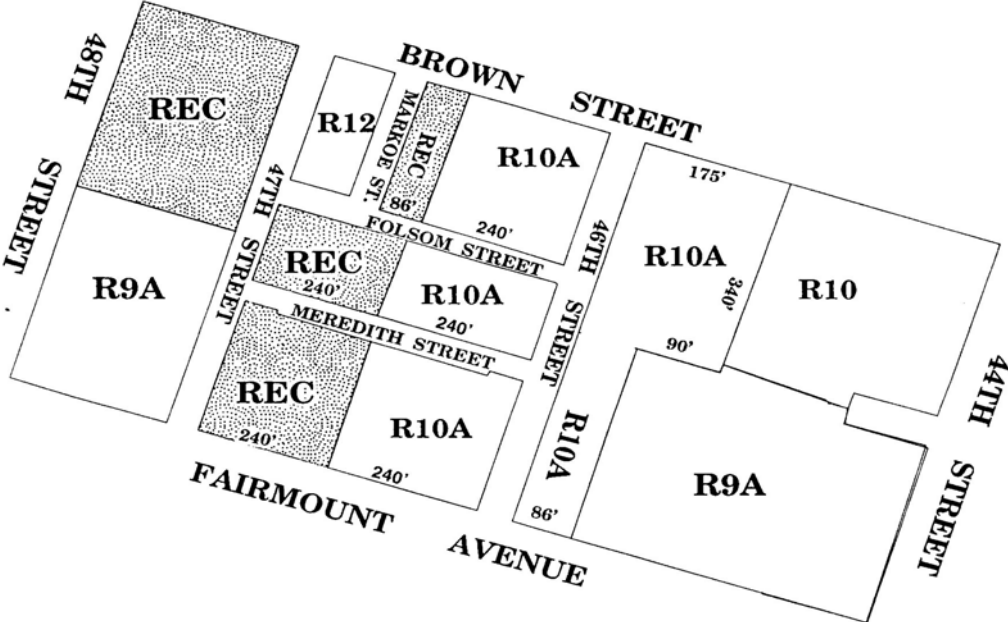 48TH
STREET
REC
R9A
47TH
STREET
R12
MARKOE ST.
REC
86'
BROWN
STREET
R10A
240'
FOLSOM STREET
REC
240'
R10A
240'
MEREDITH STREET
REC
240'
R10A
240'
FAIRMOUNT
AVENUE
46TH
STREET
175'
R10A
340'
90'
R10A
86'
R10
R9A
44TH
STREET